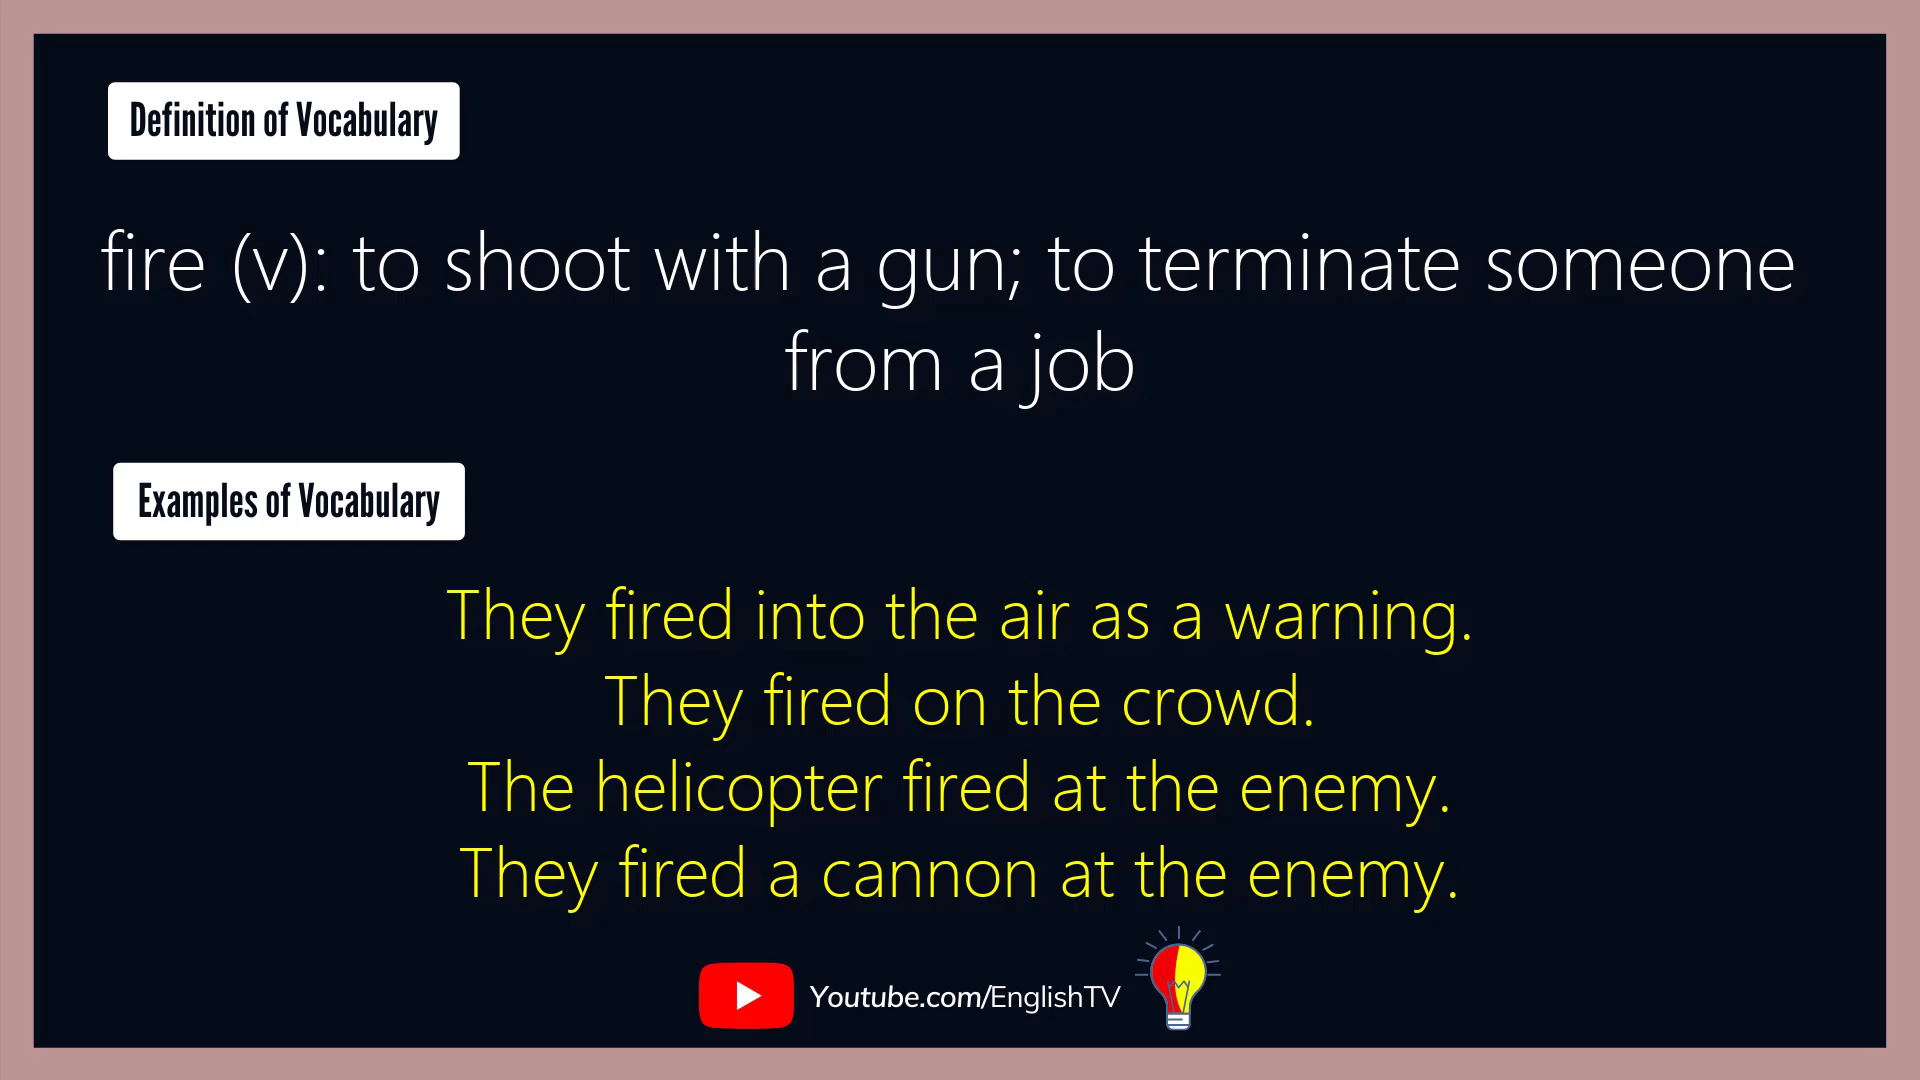 Definition of Vocabulary
fire (v): to shoot with a gun; to terminate someone
from a job
Examples of Vocabulary
They fired into the air as a warning.
They fired on the crowd.
The helicopter fired at the enemy.
They fired a cannon at the enemy.
Youtube.com/EnglishTV